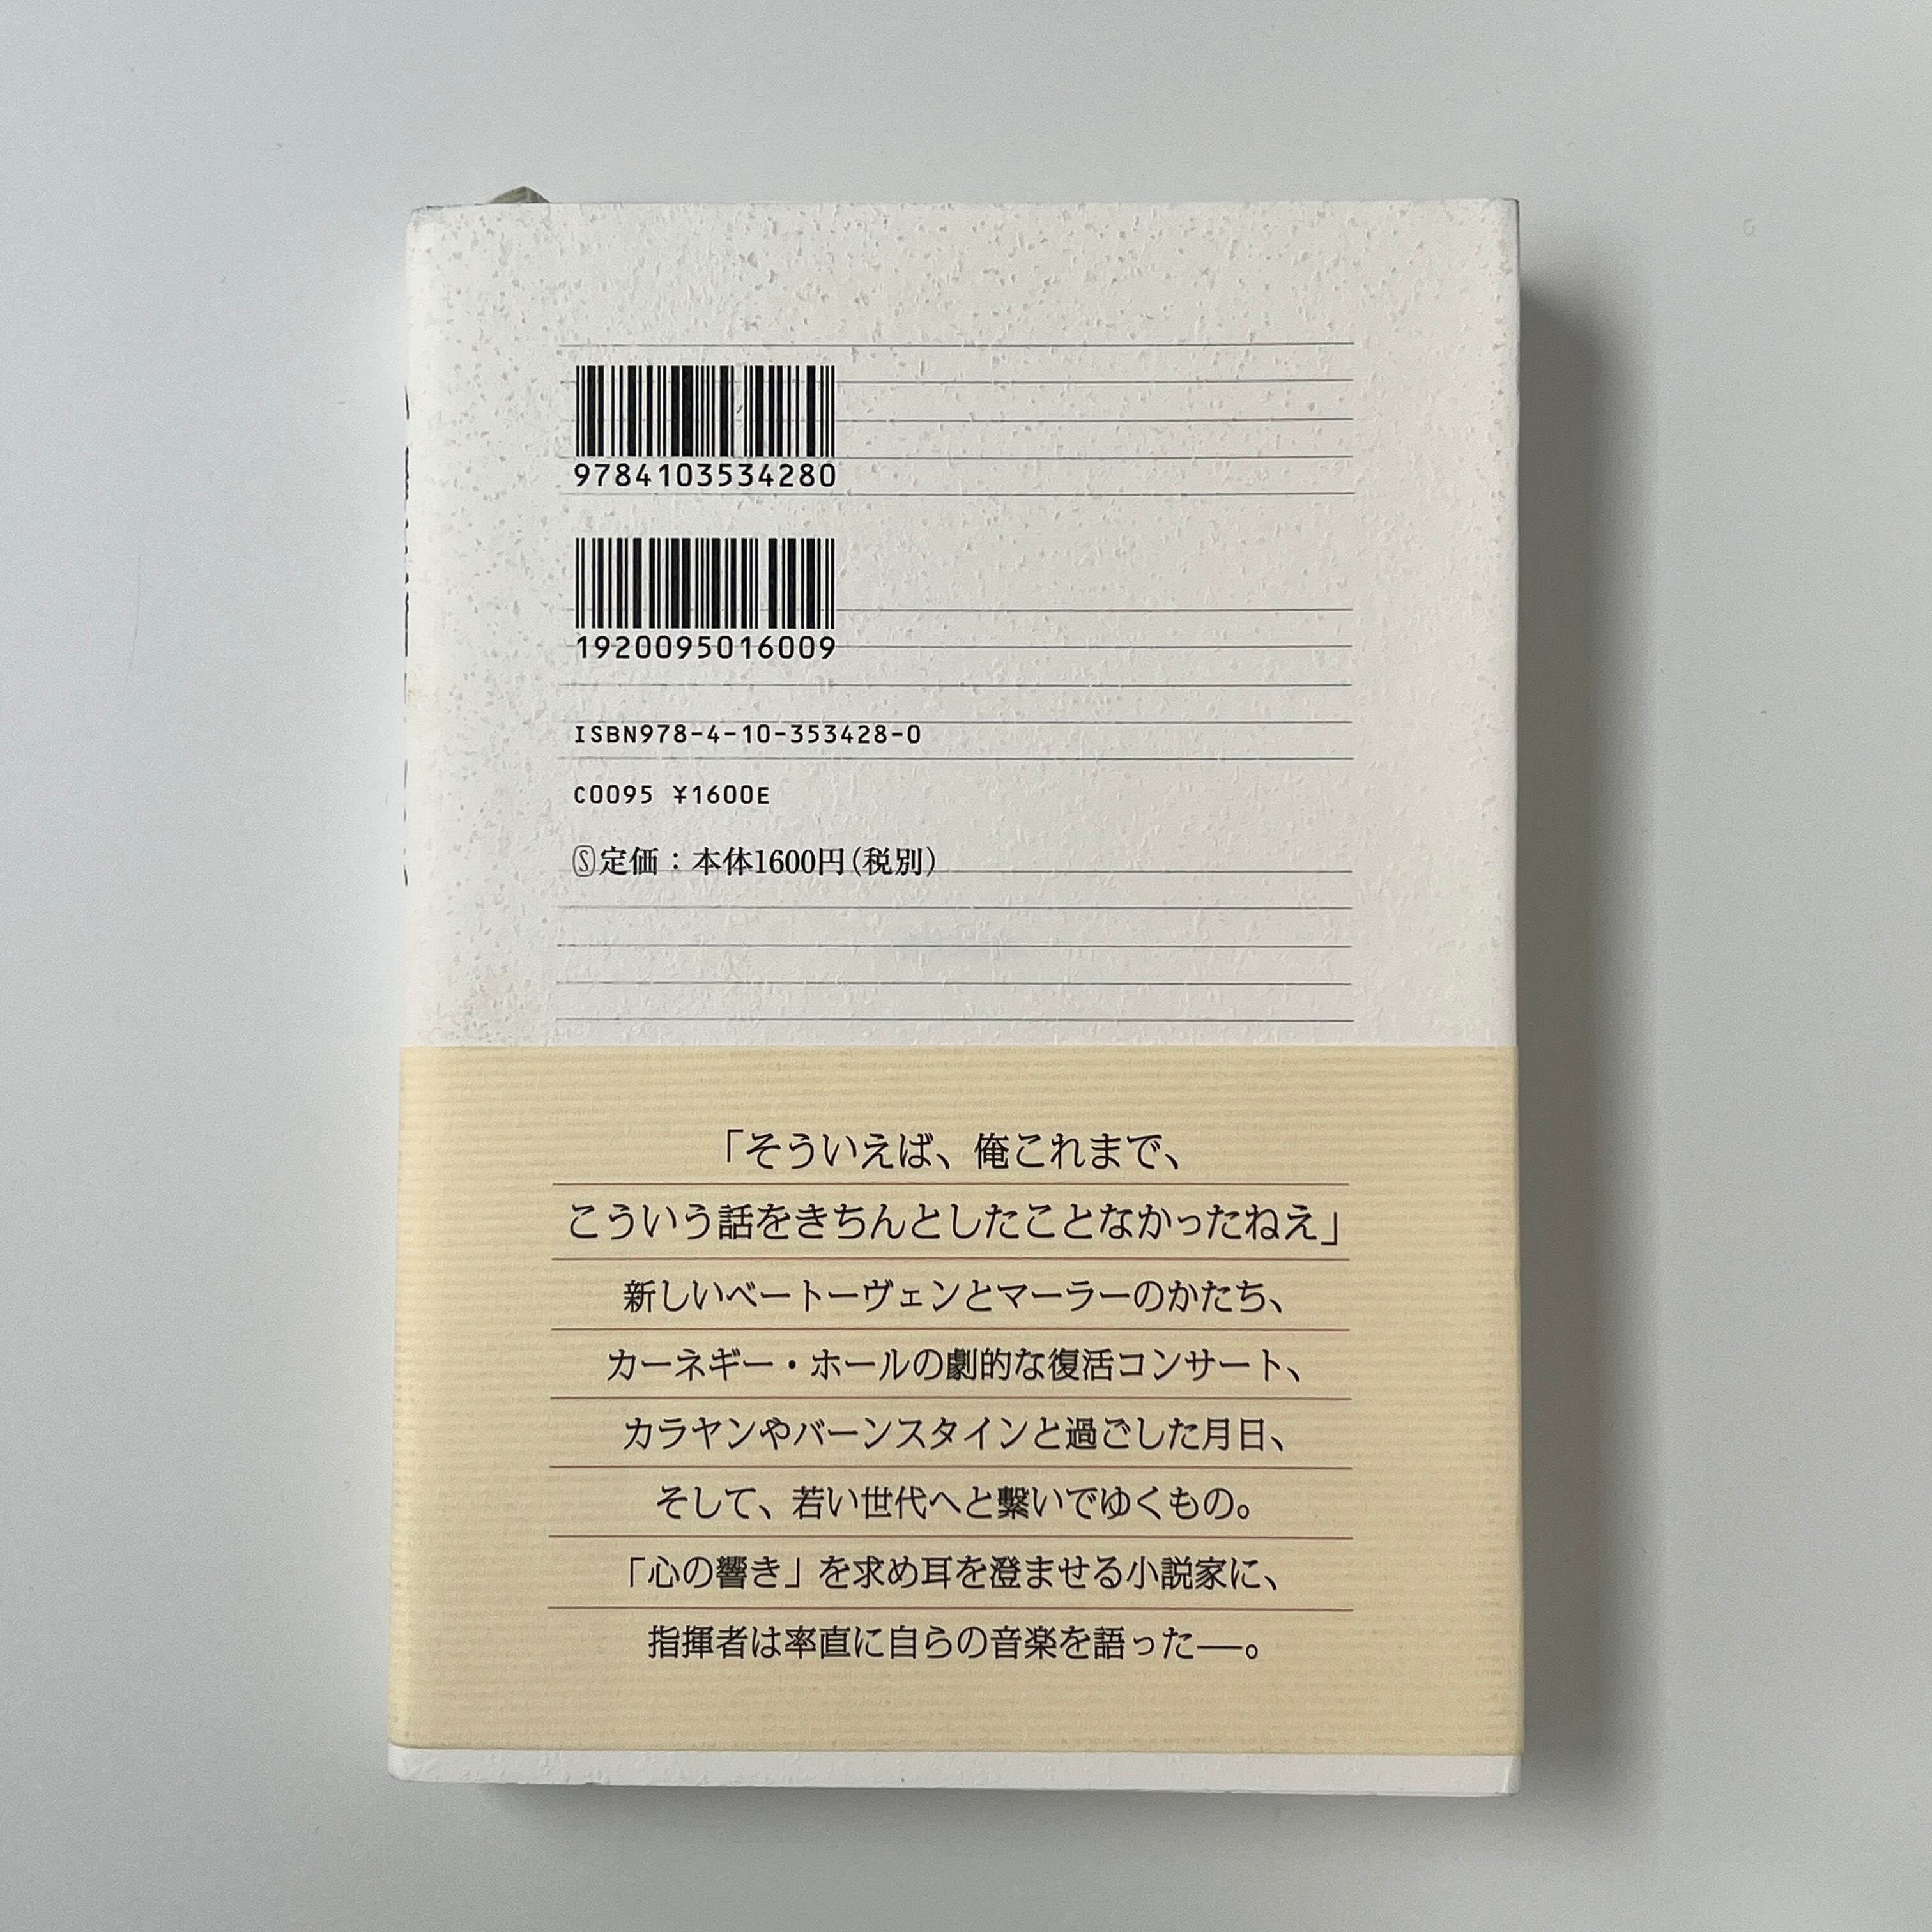 9784103534280
1920095016009
ISBN978-4-10-353428-0
C0095 ¥1600E
Ⓢ定価：本体1600円(税別)
「そういえば、俺これまで、
こういう話をきちんとしたことなかったねえ」
新しいベートーヴェンとマーラーのかたち、
カーネギー・ホールの劇的な復活コンサート、
カラヤンやバーンスタインと過ごした月日、
そして、若い世代へと繫いでゆくもの。
「心の響き」を求め耳を澄ませる小説家に、
指揮者は率直に自らの音楽を語った──。